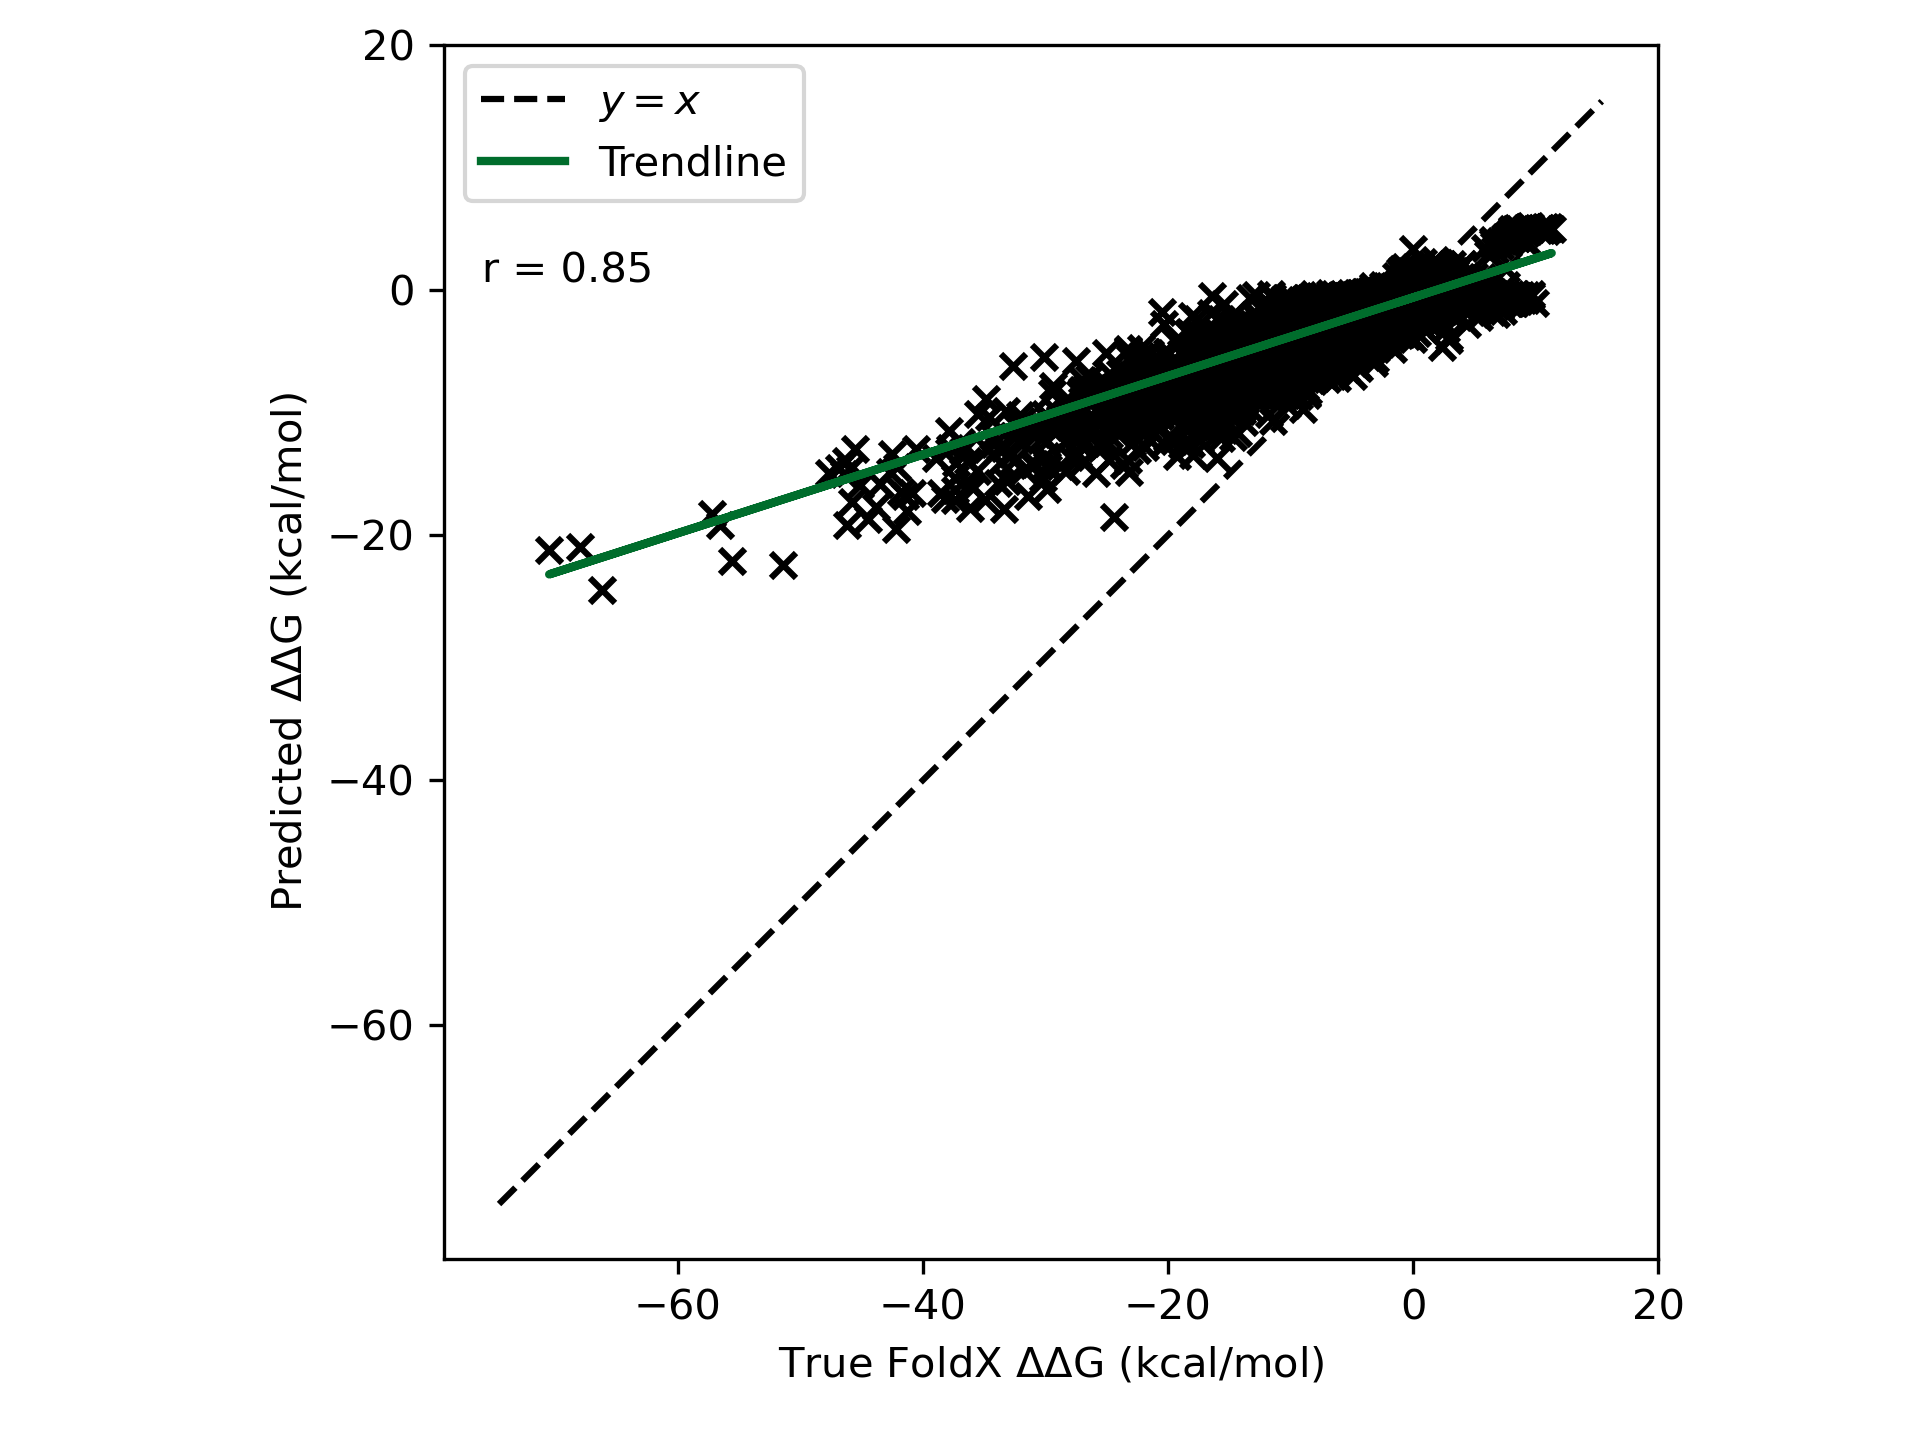 y = x
Trendline
r = 0.85
20
0
−20
−40
−60
Predicted ΔΔG (kcal/mol)
−60
−40
−20
0
20
True FoldX ΔΔG (kcal/mol)